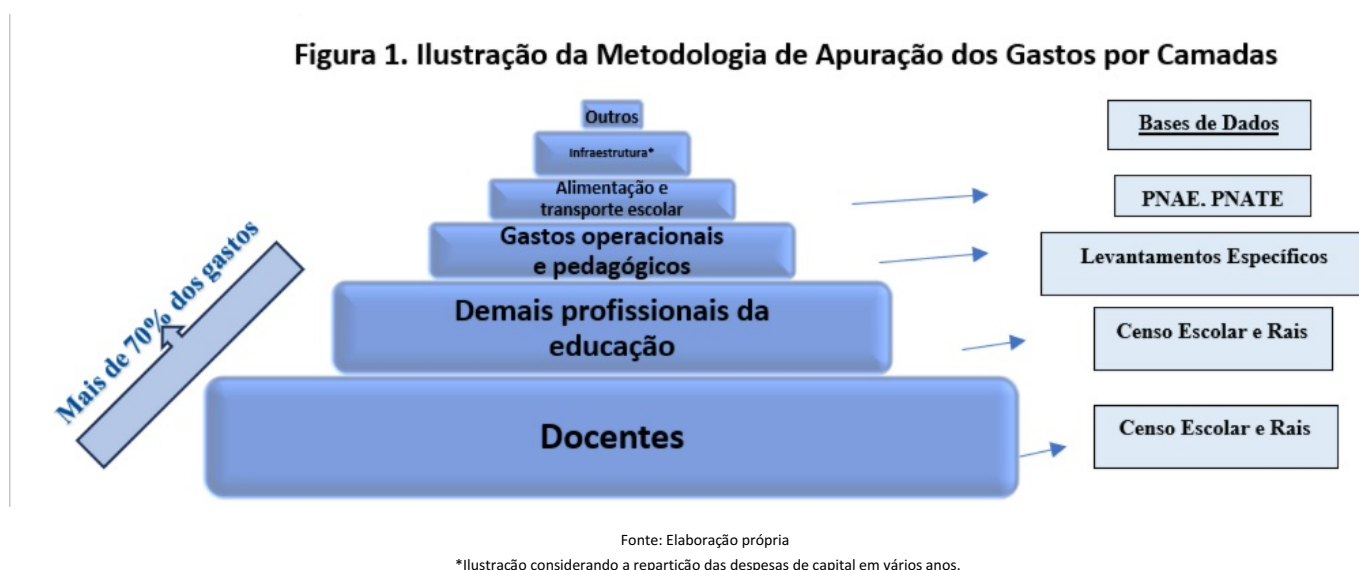 Figura 1. Ilustração da Metodologia de Apuração dos Gastos por Camadas
Outros
Infraestrutura*
Alimentação e
transporte escolar
Gastos operacionais
e pedagógicos
Demais profissionais da
educação
Docentes
Mais de 70% dos gastos
Bases de Dados
PNAE. PNATE
Levantamentos Específicos
Censo Escolar e Rais
Censo Escolar e Rais
Fonte: Elaboração própria
*Ilustração considerando a repartição das despesas de capital em vários anos.